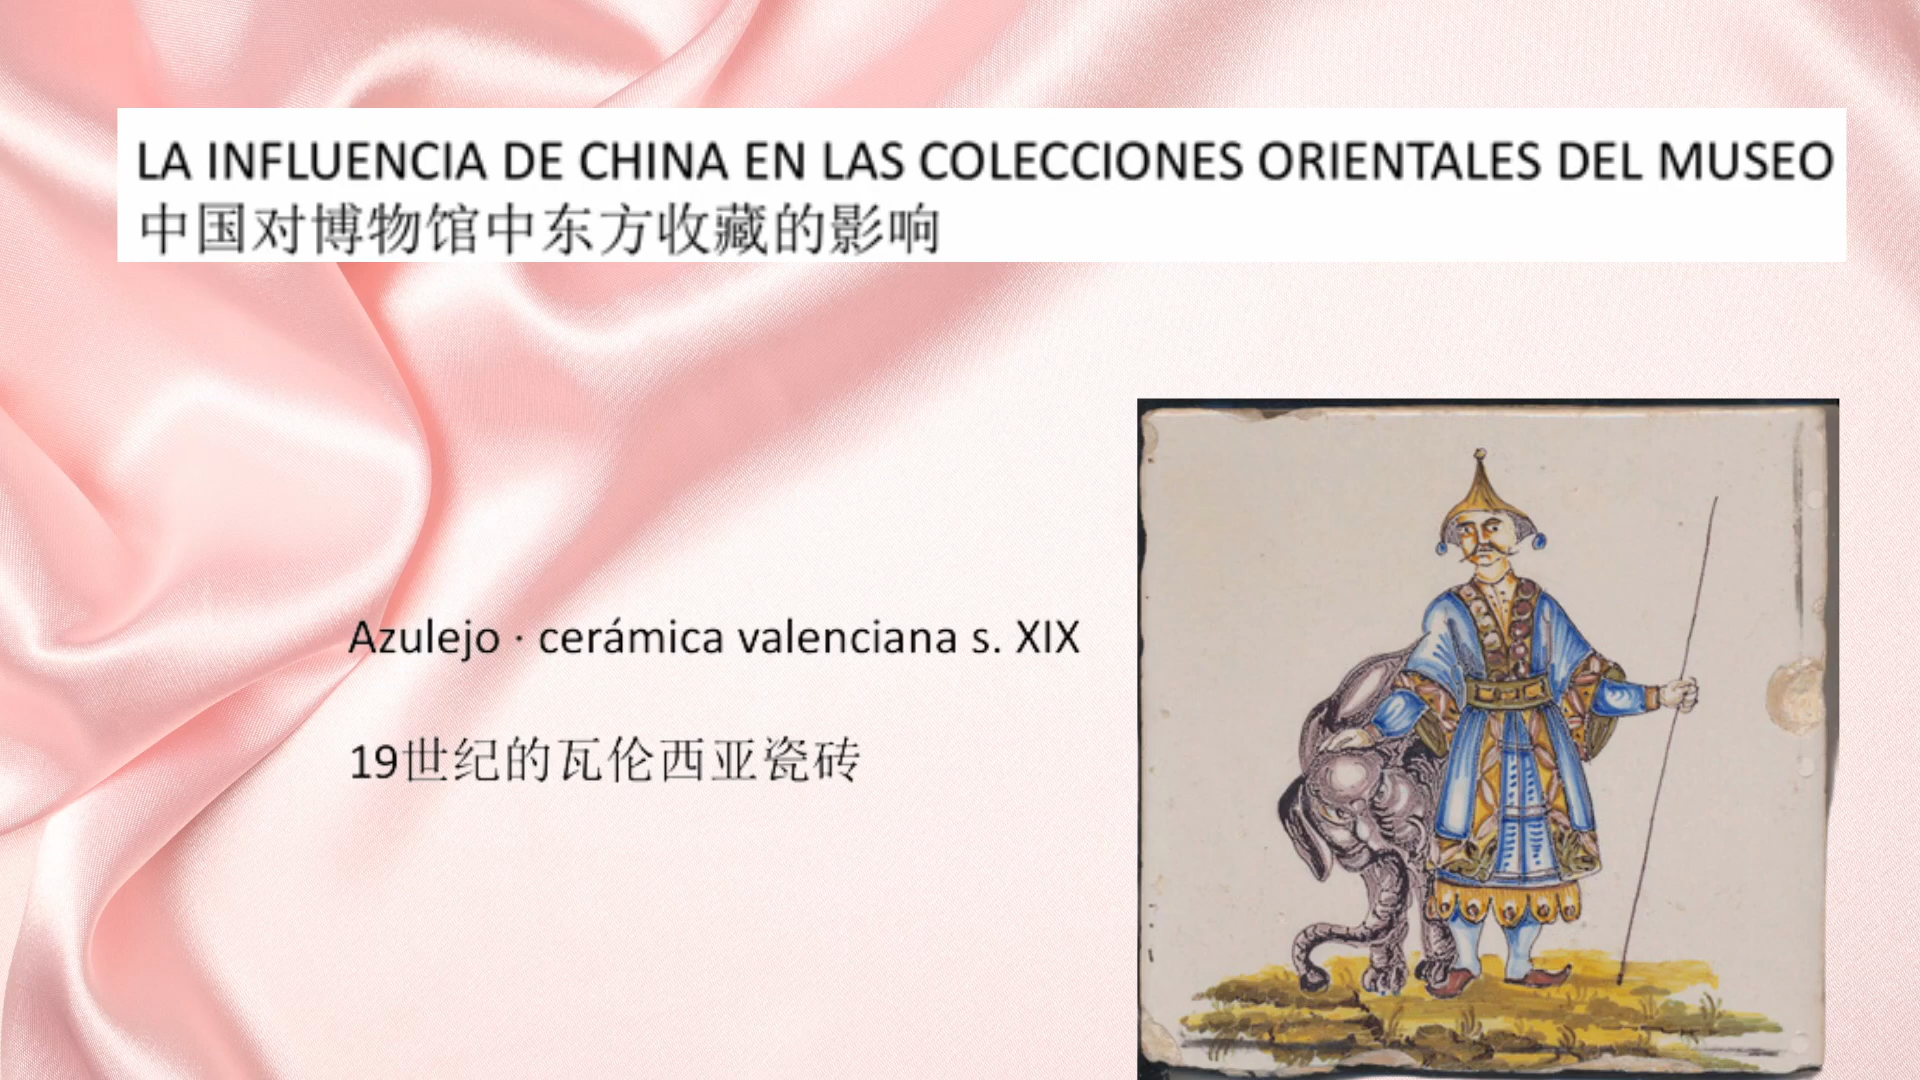 LA INFLUENCIA DE CHINA EN LAS COLECCIONES ORIENTALES DEL MUSEO
中国对博物馆中东方收藏的影响
Azulejo · cerámica valenciana s. XIX
19世纪的瓦伦西亚瓷砖